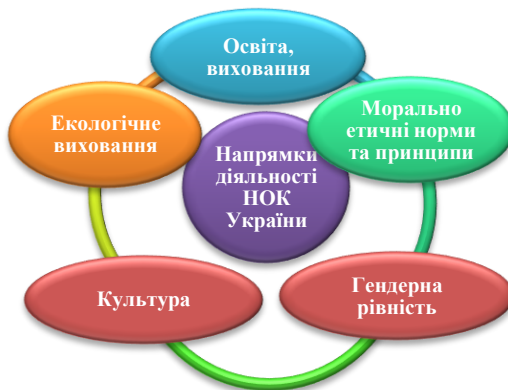 Освіта,
виховання
Морально
етичні норми
та принципи
Екологічне
виховання
Напрямки
діяльності
НОК
України
Гендерна
рівність
Культура